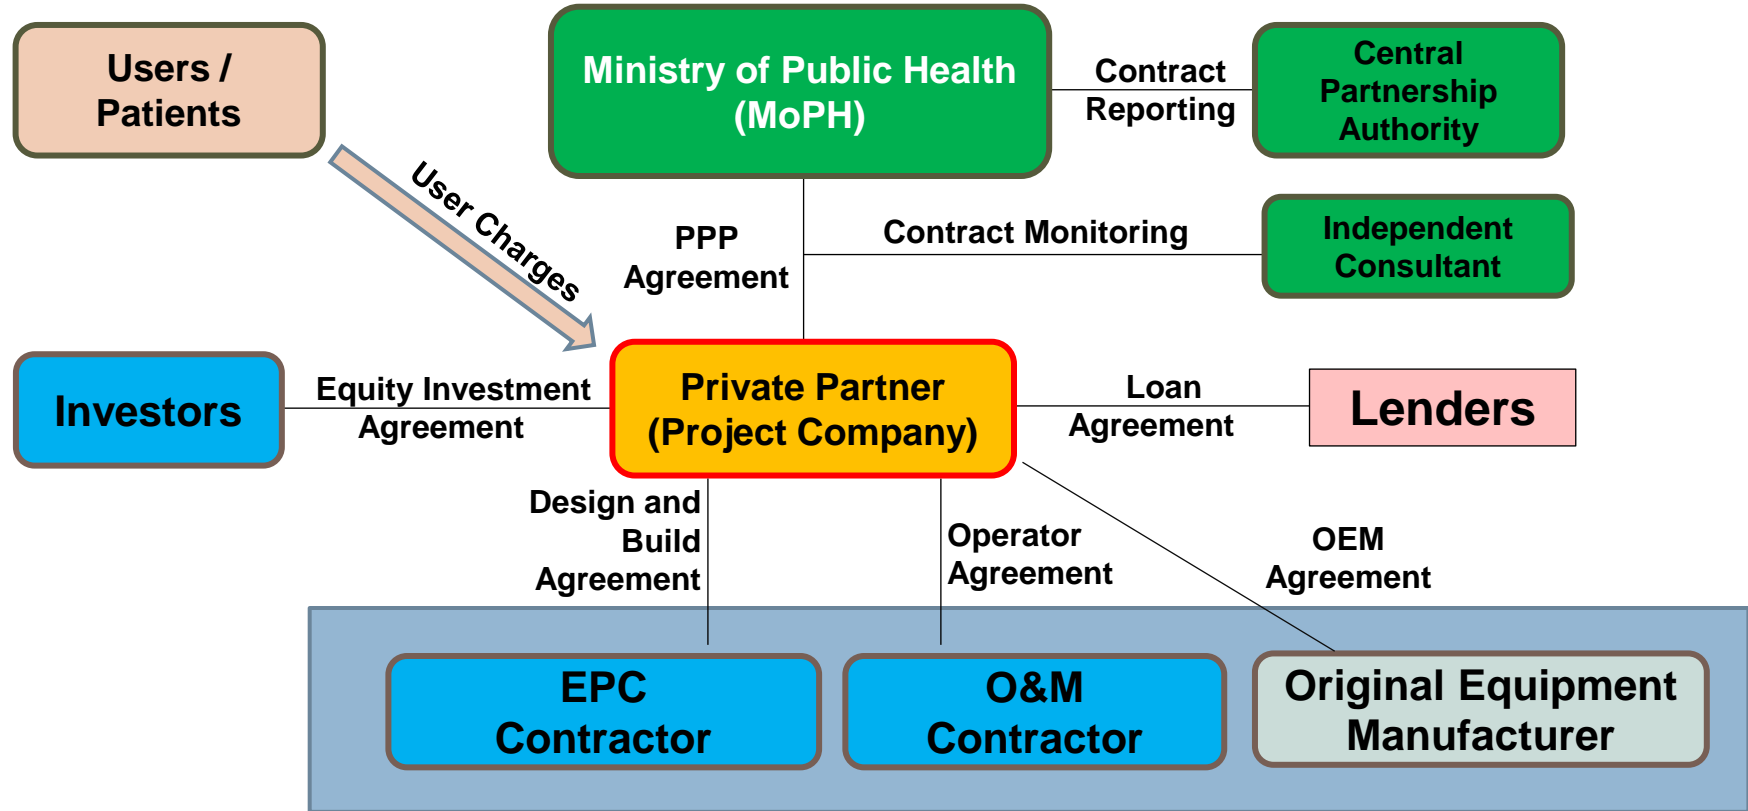 Users /
Patients
Ministry of Public Health
(MoPH)
Contract
Reporting
Central
Partnership
Authority
User Charges
PPP
Agreement
Contract Monitoring
Independent
Consultant
Investors
Equity Investment
Agreement
Private Partner
(Project Company)
Loan
Agreement
Lenders
Design and
Build
Agreement
Operator
Agreement
OEM
Agreement
EPC
Contractor
O&M
Contractor
Original Equipment
Manufacturer